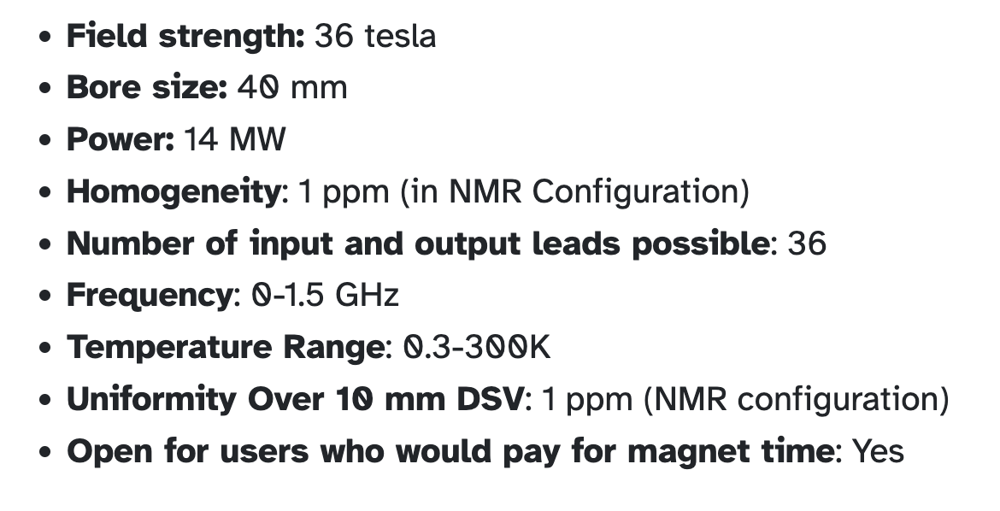 • Field strength: 36 tesla
• Bore size: 40 mm
• Power: 14 MW
• Homogeneity: 1 ppm (in NMR Configuration)
• Number of input and output leads possible: 36
• Frequency: 0-1.5 GHz
• Temperature Range: 0.3-300K
• Uniformity Over 10 mm DSV: 1 ppm (NMR configuration)
• Open for users who would pay for magnet time: Yes